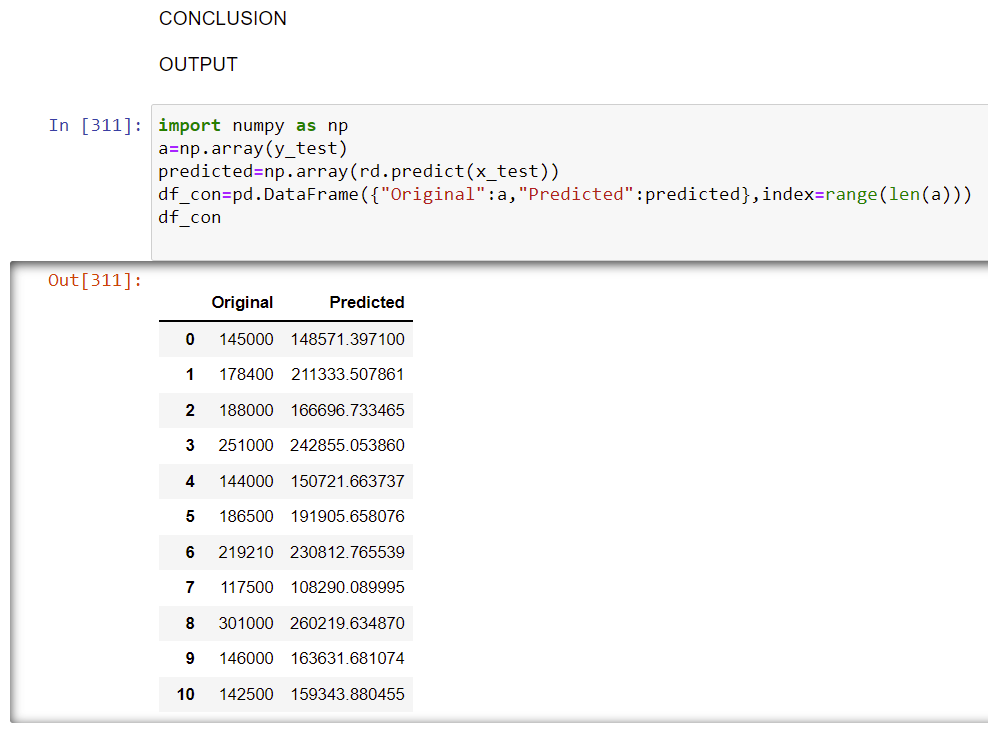 CONCLUSION
OUTPUT
In [311]: import numpy as np
a=np.array(y_test)
predicted=np.array(rd.predict(x_test))
df_con=pd.DataFrame({"Original":a,"Predicted":predicted},index=range(len(a)))
df_con
Out[311]:
Original Predicted
0 145000 148571.397100
1 178400 211333.507861
2 188000 166696.733465
3 251000 242855.053860
4 144000 150721.663737
5 186500 191905.658076
6 219210 230812.765539
7 117500 108290.089995
8 301000 260219.634870
9 146000 163631.681074
10 142500 159343.880455